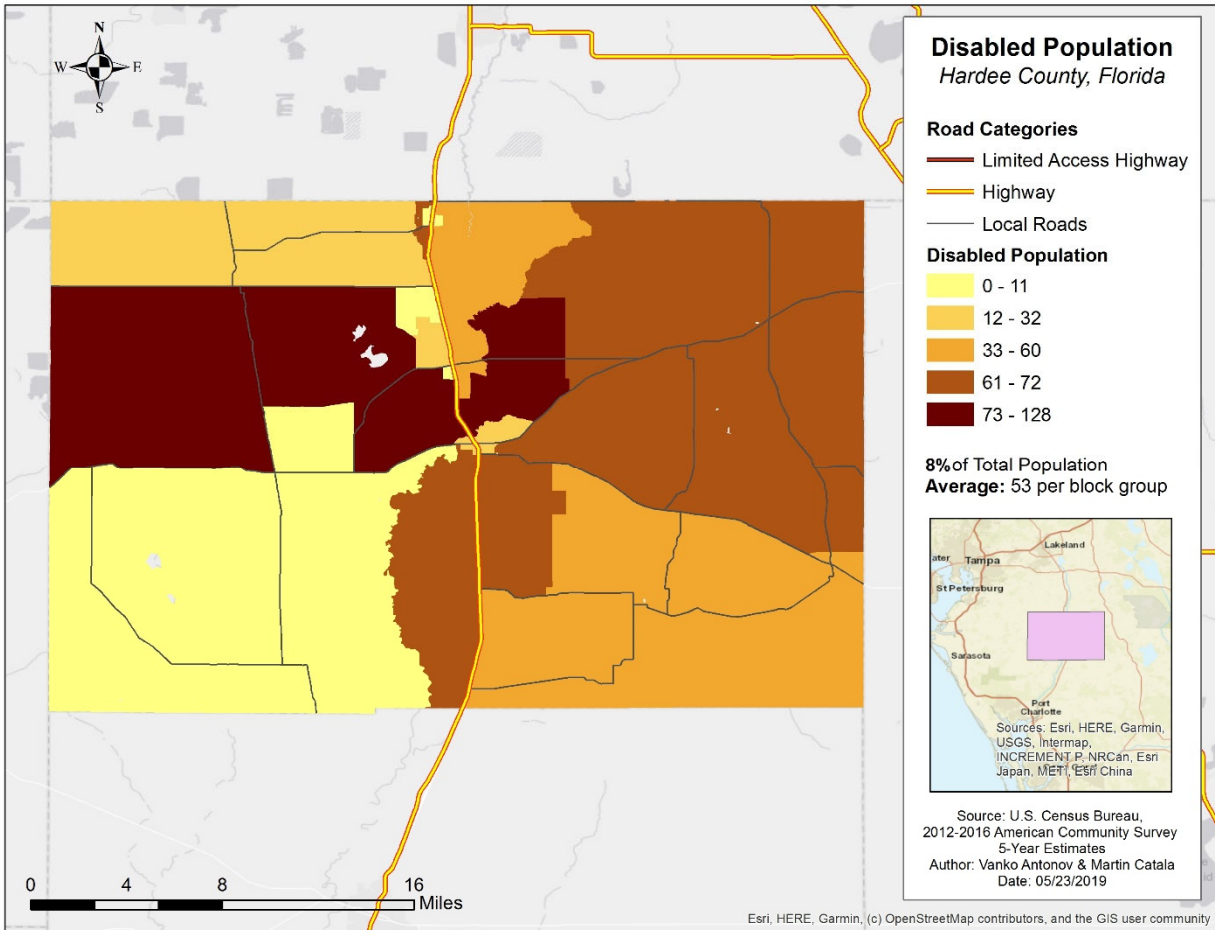 N
W
E
S
Disabled Population
Hardee County, Florida
Road Categories
Limited Access Highway
Highway
Local Roads
Disabled Population
0 - 11
12 - 32
33 - 60
61 - 72
73 - 128
8%of Total Population
Average: 53 per block group
Lakeland
ater
Tampa
St Petersburg
Sarasota
Port
Charlotte
Sources: Esri, HERE, Garmin,
USGS, Intermap,
INCREMENT P, NRCan, Esri
Japan, METI, Esri China
Source: U.S. Census Bureau,
2012-2016 American Community Survey
5-Year Estimates
Author: Vanko Antonov & Martin Catala
Date: 05/23/2019
0 4 8 16
Miles
Esri, HERE, Garmin, (c) OpenStreetMap contributors, and the GIS user community